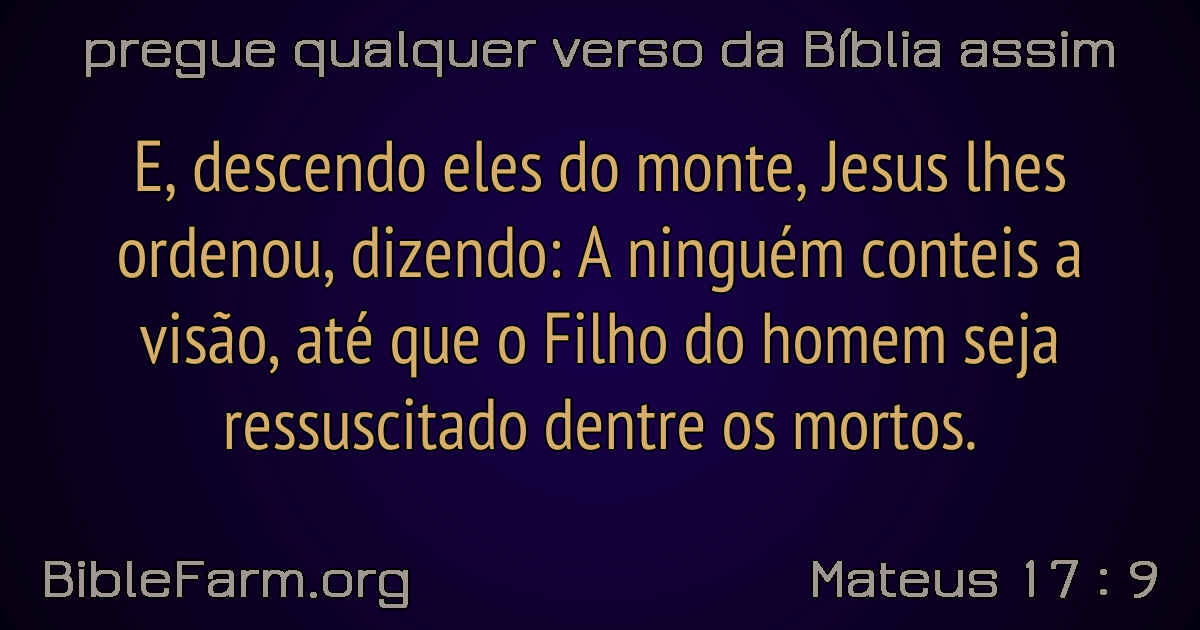 pregue qualquer verso da Bíblia assim
E, descendo eles do monte, Jesus lhes
ordenou, dizendo: A ninguém conteis a
visão, até que o Filho do homem seja
ressuscitado dentre os mortos.
BibleFarm.org
Mateus 17 : 9